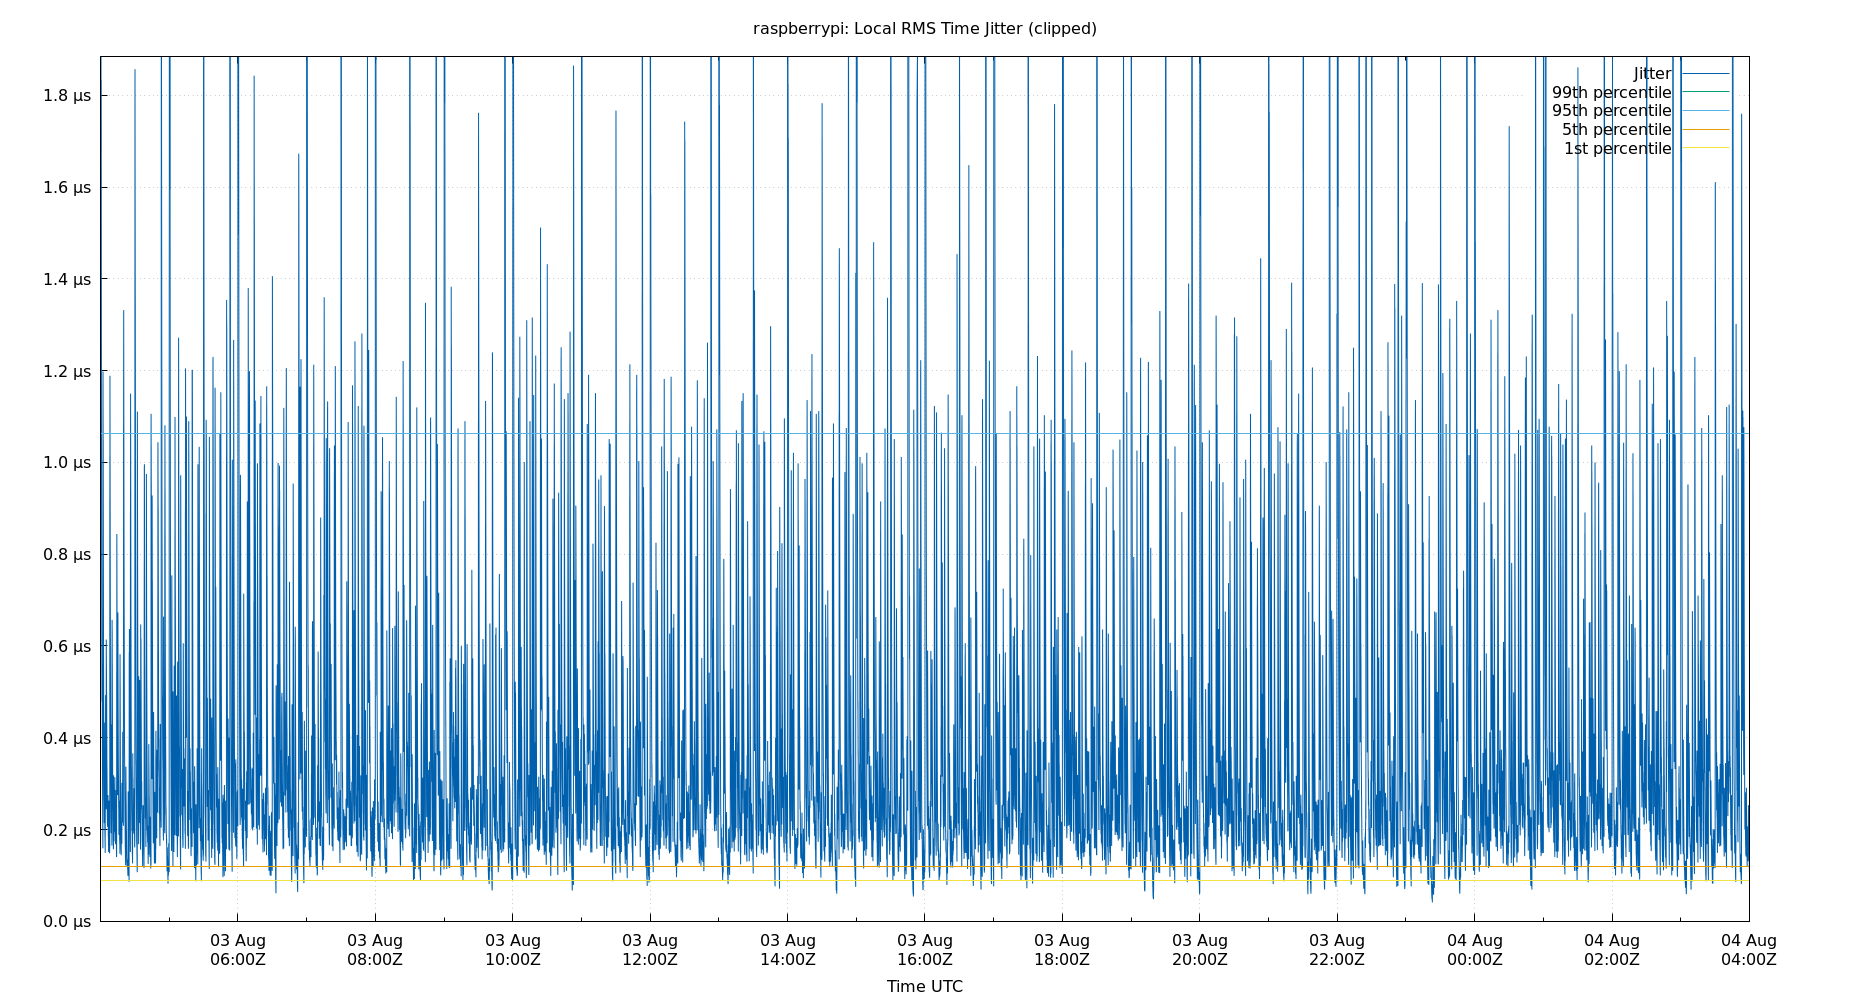 raspberrypi: Local RMS Time Jitter (clipped)
Jitter
99th percentile
95th percentile
5th percentile
1st percentile
1.8 µs
1.6 µs
1.4 µs
1.2 µs
1.0 µs
0.8 µs
0.6 µs
0.4 µs
0.2 µs
0.0 µs
03 Aug 03 Aug 03 Aug 03 Aug 03 Aug 03 Aug 03 Aug 03 Aug 03 Aug 04 Aug 04 Aug 04 Aug
06:00Z 08:00Z 10:00Z 12:00Z 14:00Z 16:00Z 18:00Z 20:00Z 22:00Z 00:00Z 02:00Z 04:00Z
Time UTC